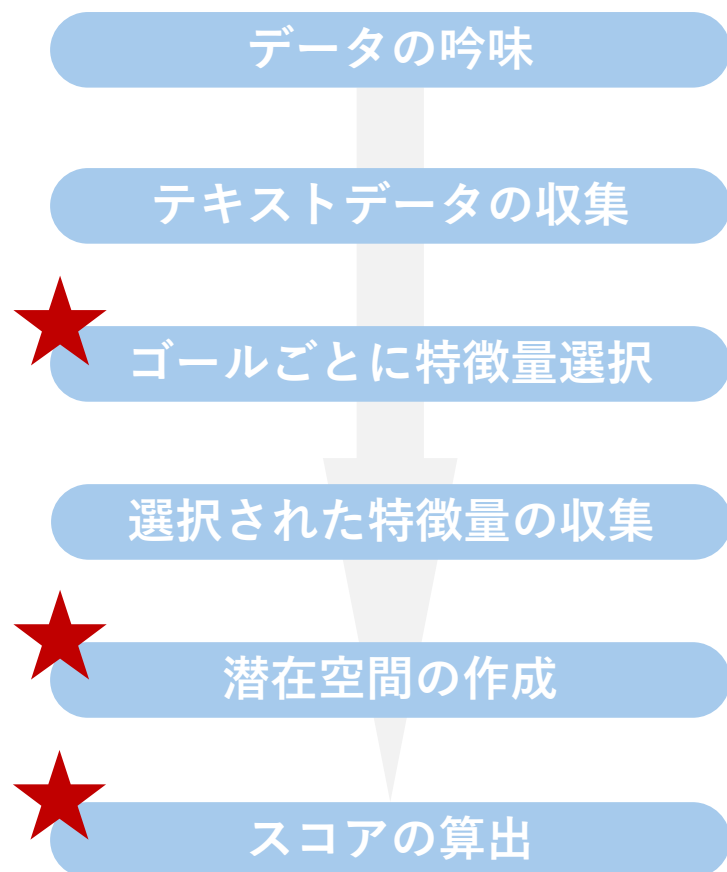 データの吟味
テキストデータの収集
ゴールごとに特徴量選択
選択された特徴量の収集
潜在空間の作成
スコアの算出